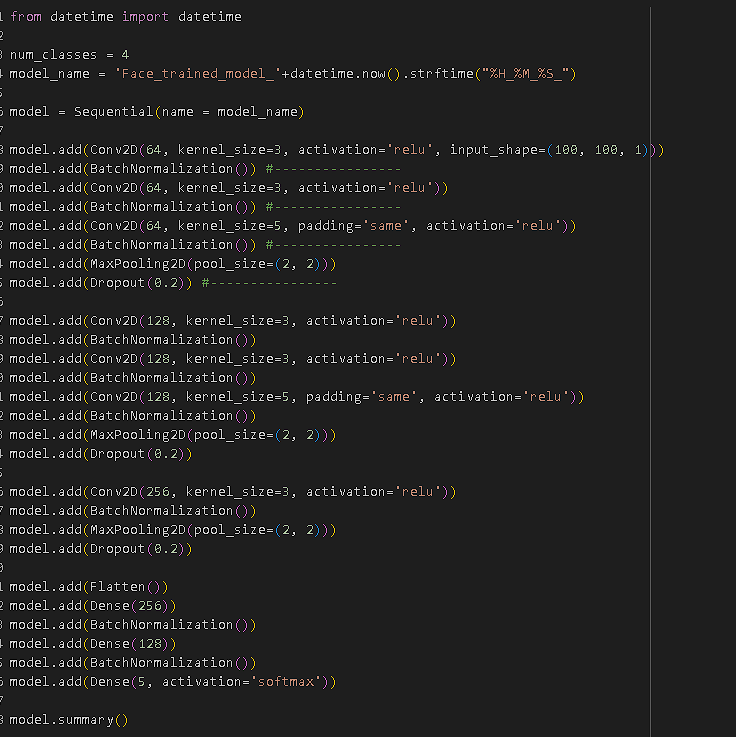 from datetime import datetime
num_classes = 4
model_name = 'Face_trained_model_'+datetime.now().strftime("%H_%M_%S_")
model = Sequential(name = model_name)
model.add(Conv2D(64, kernel_size=3, activation='relu', input_shape=(100, 100, 1)))
model.add(BatchNormalization()) #----------------
model.add(Conv2D(64, kernel_size=3, activation='relu'))
model.add(BatchNormalization()) #----------------
model.add(Conv2D(64, kernel_size=5, padding='same', activation='relu'))
model.add(BatchNormalization()) #----------------
model.add(MaxPooling2D(pool_size=(2, 2)))
model.add(Dropout(0.2)) #----------------
model.add(Conv2D(128, kernel_size=3, activation='relu'))
model.add(BatchNormalization())
model.add(Conv2D(128, kernel_size=3, activation='relu'))
model.add(BatchNormalization())
model.add(Conv2D(128, kernel_size=5, padding='same', activation='relu'))
model.add(BatchNormalization())
model.add(MaxPooling2D(pool_size=(2, 2)))
model.add(Dropout(0.2))
model.add(Conv2D(256, kernel_size=3, activation='relu'))
model.add(BatchNormalization())
model.add(MaxPooling2D(pool_size=(2, 2)))
model.add(Dropout(0.2))
model.add(Flatten())
model.add(Dense(256))
model.add(BatchNormalization())
model.add(Dense(128))
model.add(BatchNormalization())
model.add(Dense(5, activation='softmax'))
model.summary()